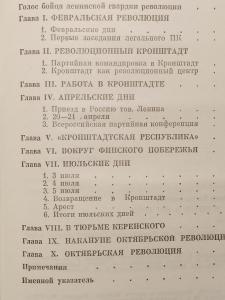 Голос бойца ленинской гвардии революции . .
Глава I. ФЕВРАЛЬСКАЯ РЕВОЛЮЦИЯ
1. Февральские дни . . . .
2. Первые заседания легального ПК . .
Глава II. РЕВОЛЮЦИОННЫЙ КРОНШТАДТ
1. Партийная командировка в Кронштадт .
2. Кронштадт как революционный центр .
Глава III. РАБОТА В КРОНШТАДТЕ .
Глава IV. АПРЕЛЬСКИЕ ДНИ . .
1. Приезд в Россию тов. Ленина .
2. 20—21 апреля . . . .
3. Всероссийская партийная конференция .
Глава V. «КРОНШТАДТСКАЯ РЕСПУБЛИКА» .
Глава VI. ВОКРУГ ФИНСКОГО ПОБЕРЕЖЬЯ .
Глава VII. ИЮЛЬСКИЕ ДНИ . . .
1. 3 июля . . . . .
2. 4 июля . . . . .
3. 5 июля . . . . .
4. Возвращение в Кронштадт . .
5. Арест . . . . .
6. Итоги июльских дней . . .
Глава VIII. В ТЮРЬМЕ КЕРЕНСКОГО . .
Глава IX. НАКАНУНЕ ОКТЯБРЬСКОЙ РЕВОЛЮЦИИ
Глава X. ОКТЯБРЬСКАЯ РЕВОЛЮЦИЯ . .
Примечания . . . . .
Именной указатель . . . .